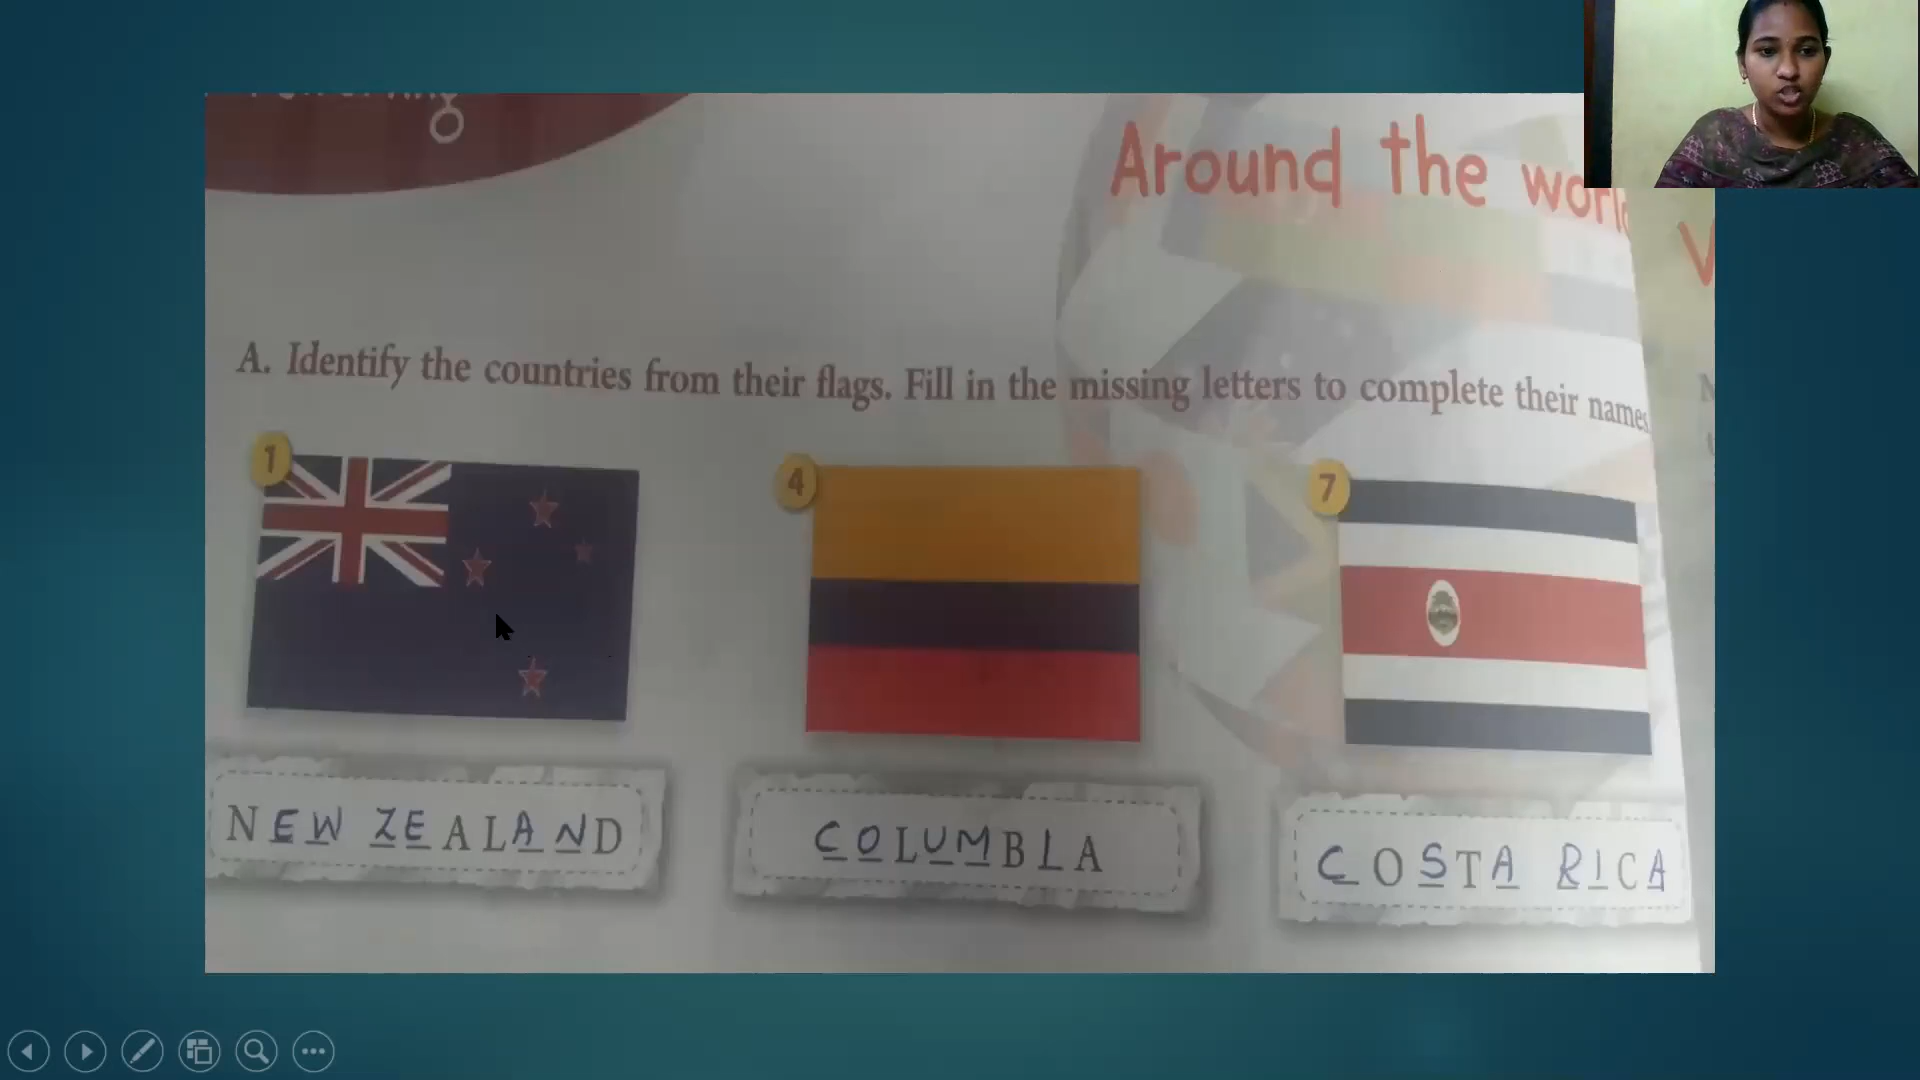 Around the world
A. Identify the countries from their flags. Fill in the missing letters to complete their names.
1
4
7
NEW ZEALAND
COLUMBLA
COSTA RICA